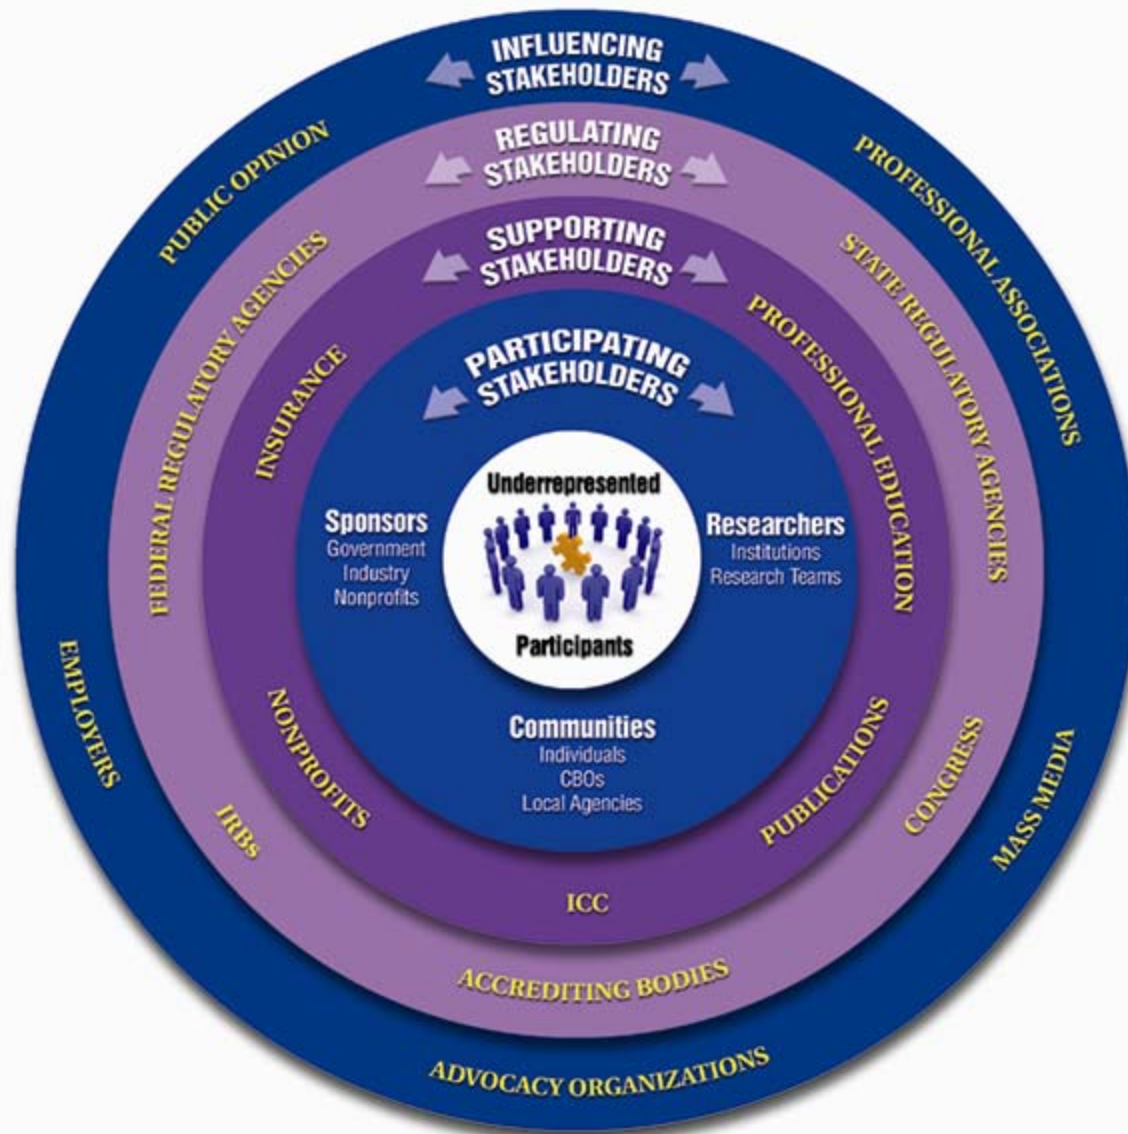 INFLUENCING
STAKEHOLDERS
PUBLIC OPINION
PROFESSIONAL ASSOCIATIONS
EMPLOYERS
MASS MEDIA
ADVOCACY ORGANIZATIONS
REGULATING
STAKEHOLDERS
FEDERAL REGULATORY AGENCIES
STATE REGULATORY AGENCIES
IRBs
CONGRESS
ACCREDITING BODIES
SUPPORTING
STAKEHOLDERS
INSURANCE
PROFESSIONAL EDUCATION
NONPROFITS
PUBLICATIONS
ICC
PARTICIPATING
STAKEHOLDERS
Sponsors
Government
Industry
Nonprofits
Underrepresented
Participants
Researchers
Institutions
Research Teams
Communities
Individuals
CBOs
Local Agencies